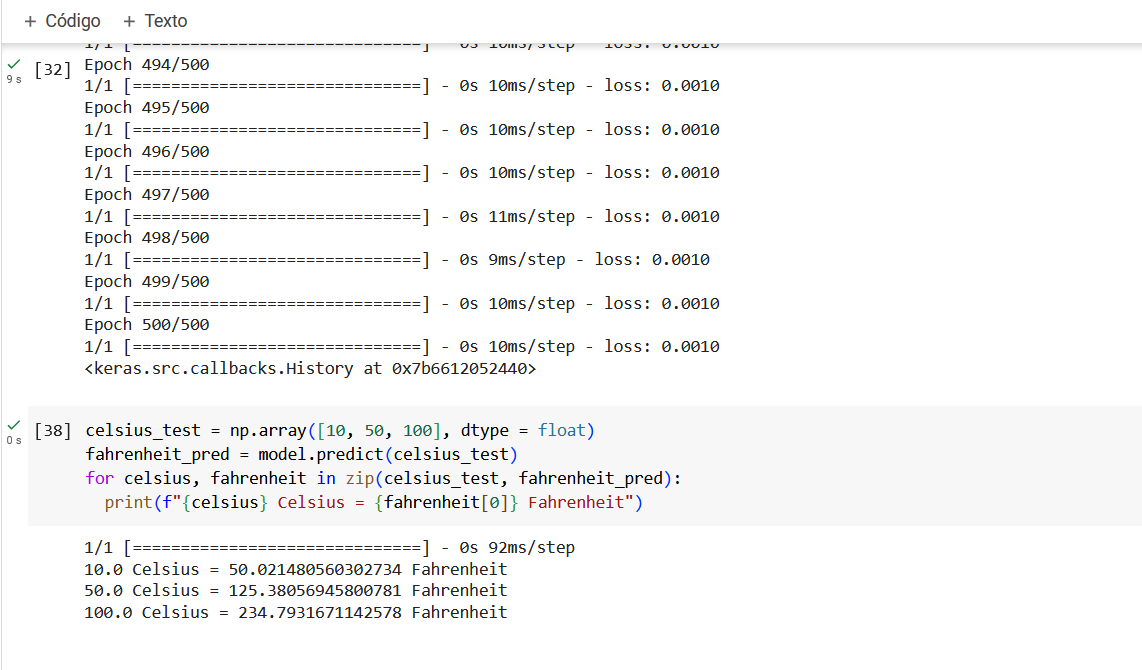 + Código + Texto
1/1 [==============================] - 0s 10ms/step - loss: 0.0010
9 s
[32]
Epoch 494/500
1/1 [==============================] - 0s 10ms/step - loss: 0.0010
Epoch 495/500
1/1 [==============================] - 0s 10ms/step - loss: 0.0010
Epoch 496/500
1/1 [==============================] - 0s 10ms/step - loss: 0.0010
Epoch 497/500
1/1 [==============================] - 0s 11ms/step - loss: 0.0010
Epoch 498/500
1/1 [==============================] - 0s 9ms/step - loss: 0.0010
Epoch 499/500
1/1 [==============================] - 0s 10ms/step - loss: 0.0010
Epoch 500/500
1/1 [==============================] - 0s 10ms/step - loss: 0.0010
<keras.src.callbacks.History at 0x7b6612052440>
0 s
[38]
celsius_test = np.array([10, 50, 100], dtype = float)
fahrenheit_pred = model.predict(celsius_test)
for celsius, fahrenheit in zip(celsius_test, fahrenheit_pred):
  print(f"{celsius} Celsius = {fahrenheit[0]} Fahrenheit")
1/1 [==============================] - 0s 92ms/step
10.0 Celsius = 50.021480560302734 Fahrenheit
50.0 Celsius = 125.38056945800781 Fahrenheit
100.0 Celsius = 234.7931671142578 Fahrenheit